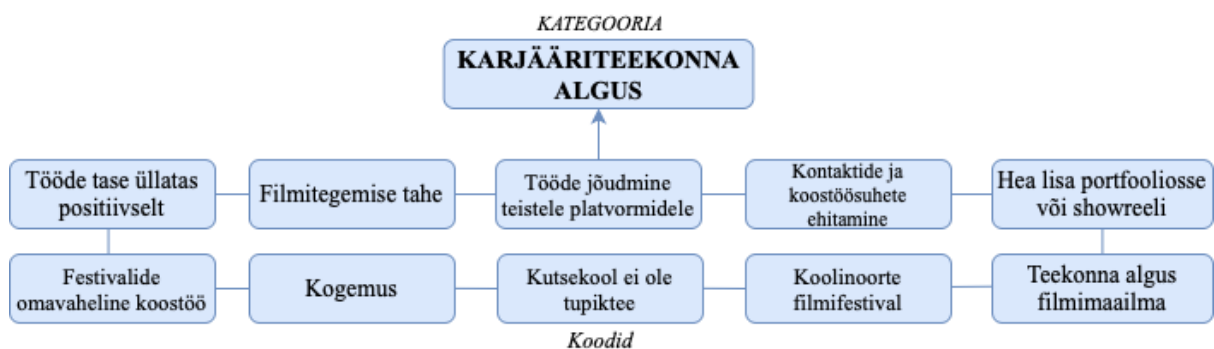 KATEGOORIA
KARJÄÄRITEEKONNA
ALGUS
Tööde tase üllatas
positiivselt
Filmitegemise tahe
Tööde jõudmine
teistele platvormidele
Kontaktide ja
koostöösuhete
ehitamine
Hea lisa portfooliosse
või showreeli
Festivalide
omavaheline koostöö
Kogemus
Kutsekool ei ole
tupiktee
Koolinoorte
filmifestival
Teekonna algus
filmimaailma
Koodid